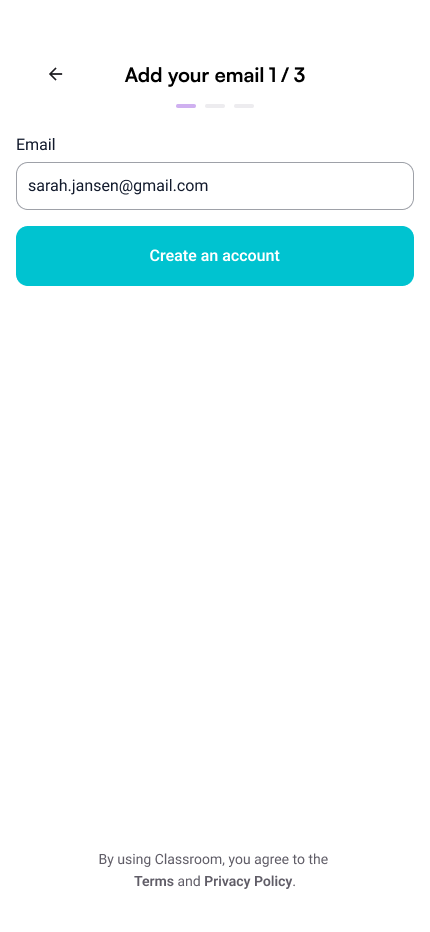 Add your email 1 / 3
Email
sarah.jansen@gmail.com
Create an account
By using Classroom, you agree to the
Terms and Privacy Policy.